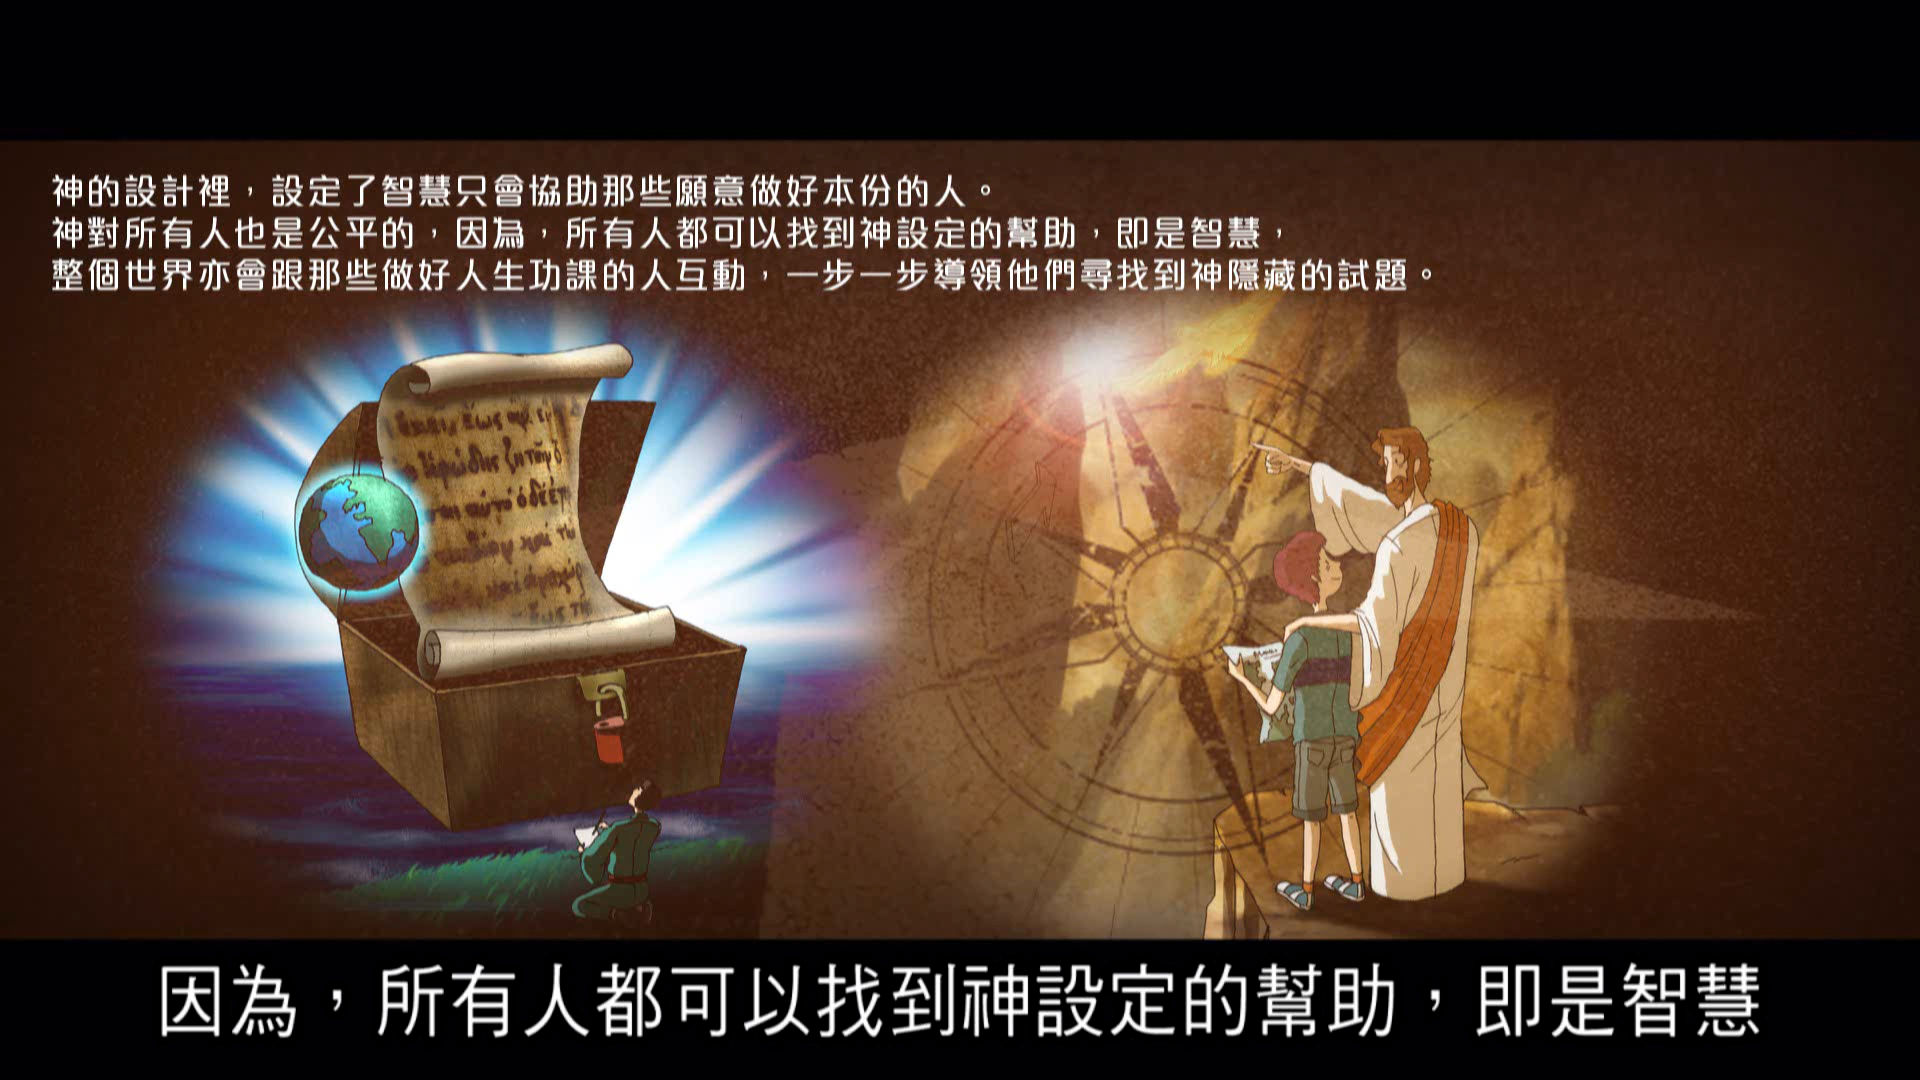 神的設計裡，設定了智慧只會協助那些願意做好本份的人。
神對所有人也是公平的，因為，所有人都可以找到神設定的幫助，即是智慧，
整個世界亦會跟那些做好人生功課的人互動，一步一步導領他們尋找到神隱藏的試題。
因為，所有人都可以找到神設定的幫助，即是智慧